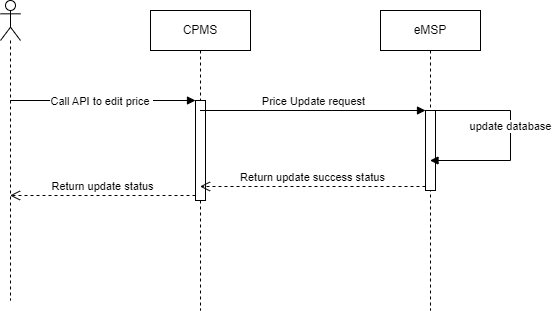 CPMS
eMSP
Call API to edit price
Price Update request
update database
Return update success status
Return update status